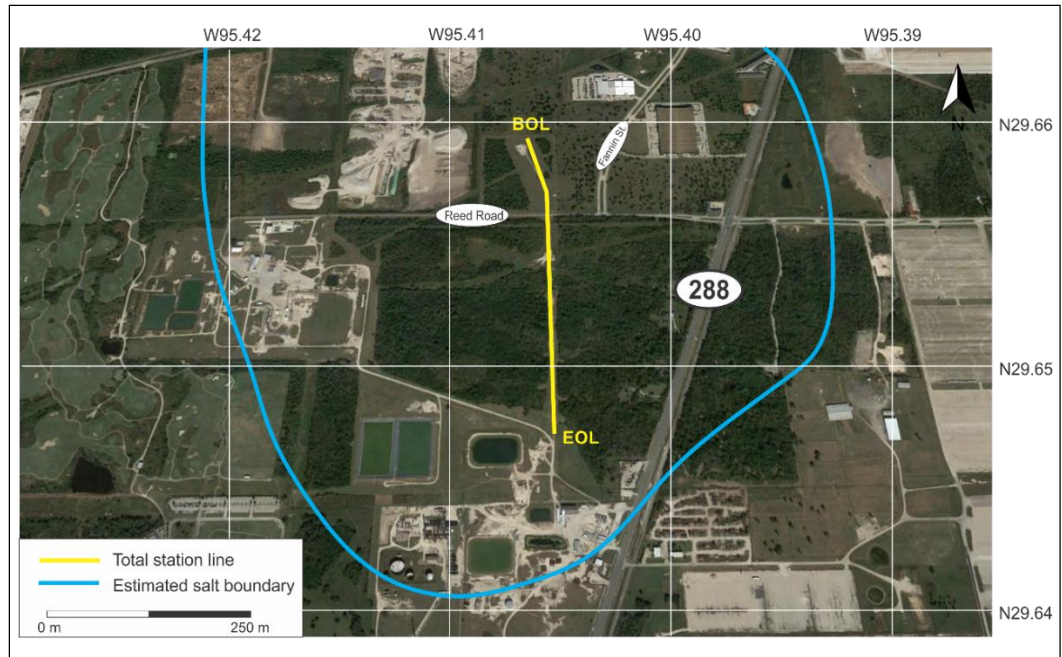 W95.42
W95.41
W95.40
W95.39
N
N29.66
BOL
Fannin St.
Reed Road
288
N29.65
EOL
Total station line
Estimated salt boundary
0 m
250 m
N29.64